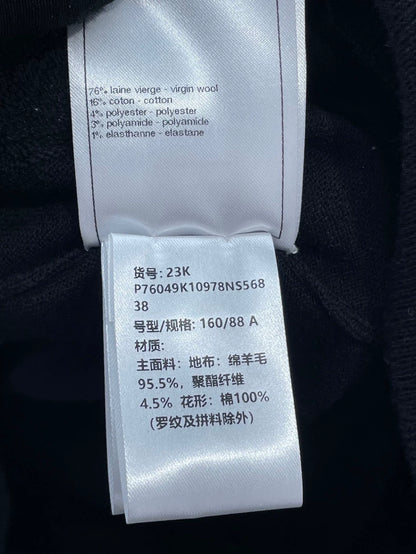 76% laine vierge - virgin wool
16% coton - cotton
4% polyester - polyester
3% polyamide - polyamide
1% elasthanne - elastane
货号: 23K
P76049K10978NS568
38
号型/规格: 160/88 A
材质:
主面料: 地布: 绵羊毛
95.5%, 聚酯纤维
4.5% 花形: 棉100%
(罗纹及拼料除外)